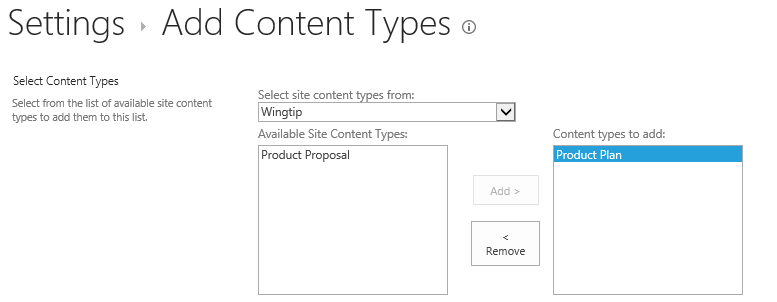 Settings ▸ Add Content Types ⓘ
Select Content Types
Select from the list of available site content
types to add them to this list.
Select site content types from:
Wingtip
Available Site Content Types:
Product Proposal
Add >
<
Remove
Content types to add:
Product Plan